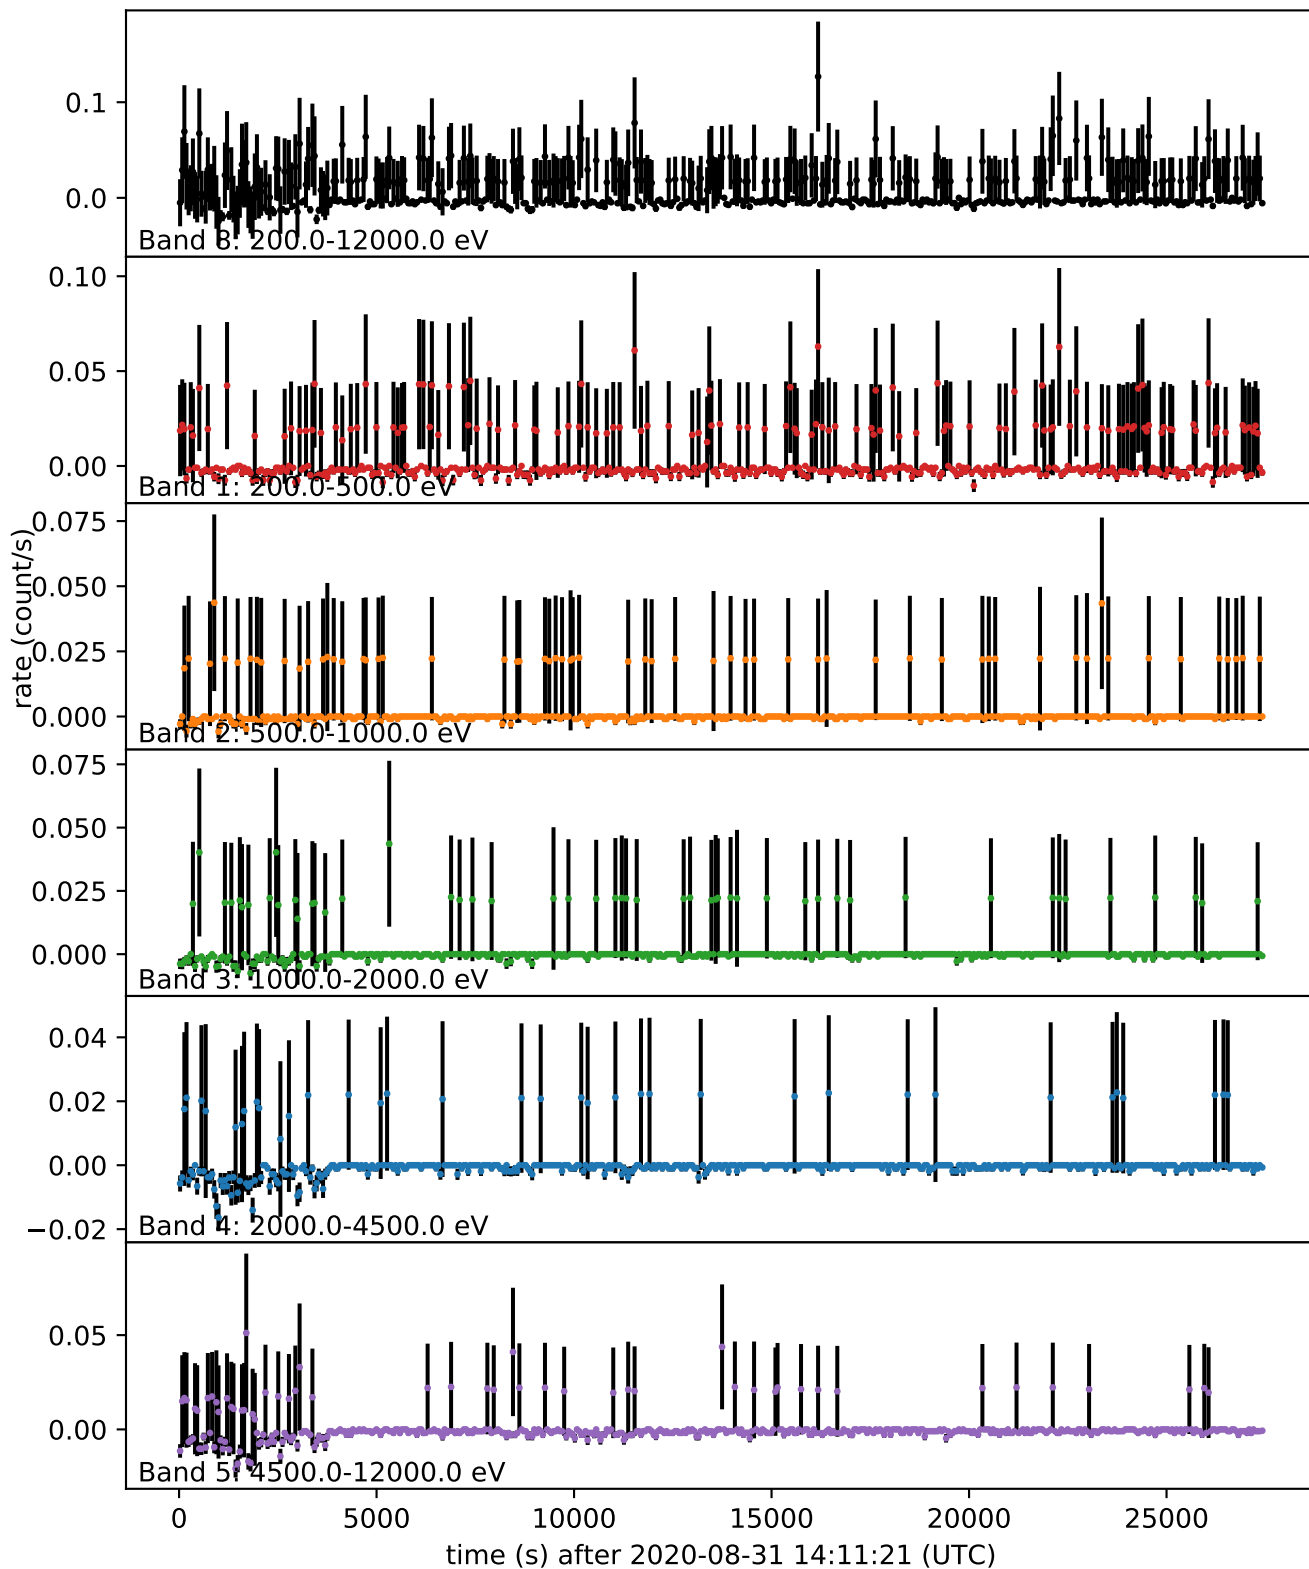 0.1
0.0
Band 8: 200.0-12000.0 eV
0.10
0.05
0.00
Band 1: 200.0-500.0 eV
rate (count/s)
0.075
0.050
0.025
0.000
Band 2: 500.0-1000.0 eV
0.075
0.050
0.025
0.000
Band 3: 1000.0-2000.0 eV
0.04
0.02
0.00
−0.02
Band 4: 2000.0-4500.0 eV
0.05
0.00
Band 5: 4500.0-12000.0 eV
0 5000 10000 15000 20000 25000
time (s) after 2020-08-31 14:11:21 (UTC)